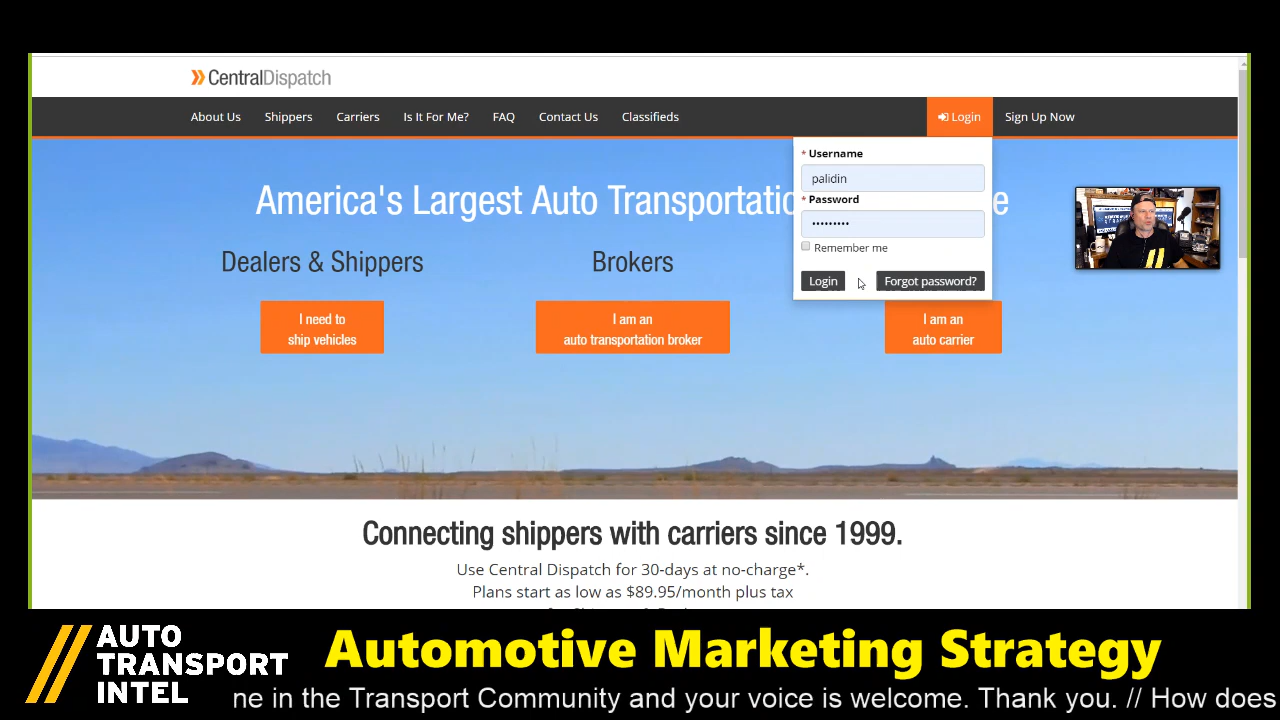 CentralDispatch
About Us Shippers Carriers Is It For Me? FAQ Contact Us Classifieds Login Sign Up Now
* Username
palidin
* Password
•••••••••
Remember me
Login Forgot password?
America's Largest Auto
Dealers & Shippers Brokers
I need to
ship vehicles
I am an
auto transportation broker
I am an
auto carrier
Connecting shippers with carriers since 1999.
Use Central Dispatch for 30-days at no-charge*.
Plans start as low as $89.95/month plus tax
AUTO
TRANSPORT
INTEL
Automotive Marketing Strategy
in the Transport Community and your voice is welcome. Thank you. // How does